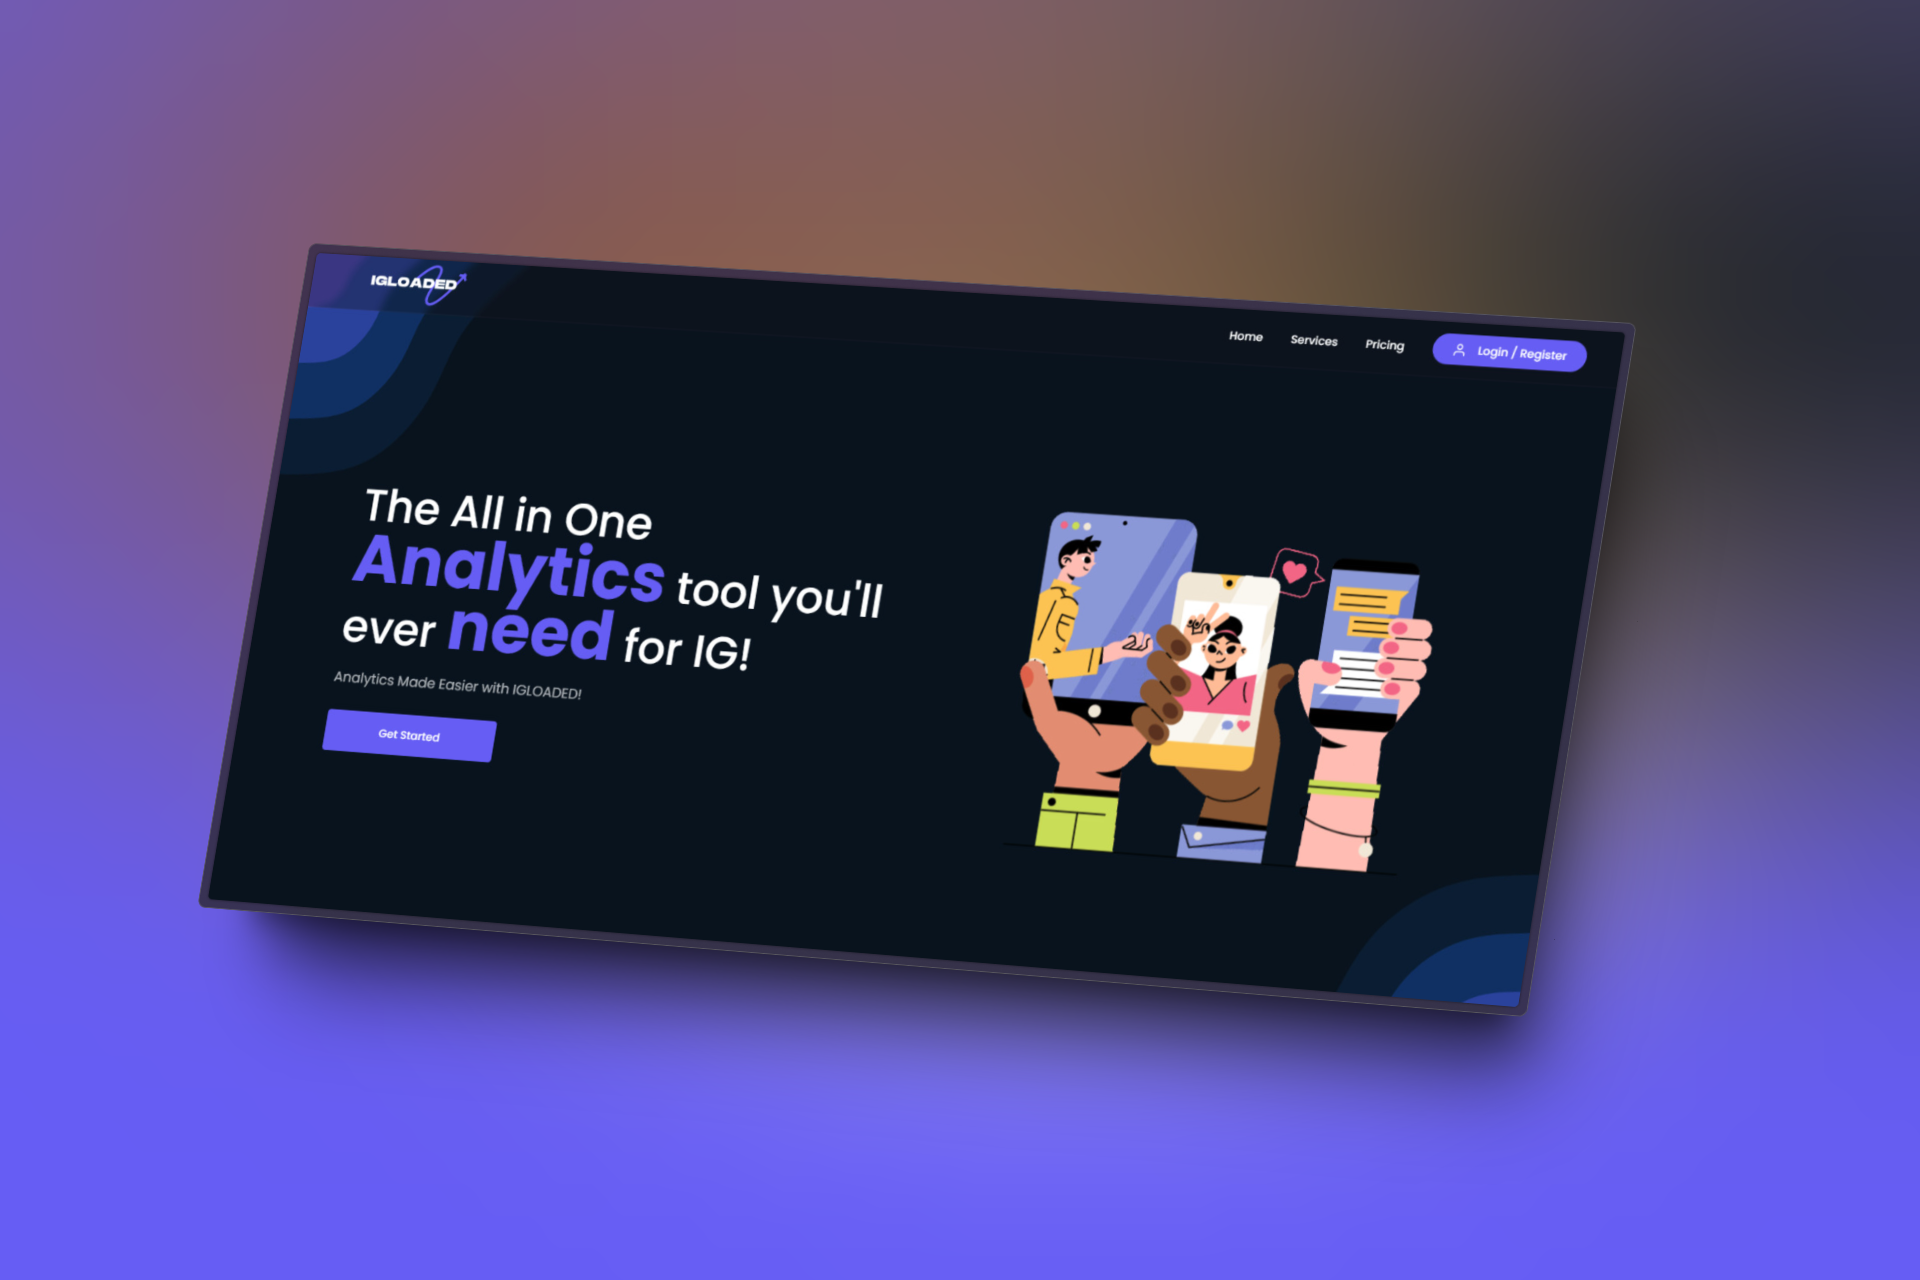 IGLOADED
Home Services Pricing Login / Register
The All in One
Analytics tool you'll
ever need for IG!
Analytics Made Easier with IGLOADED!
Get Started